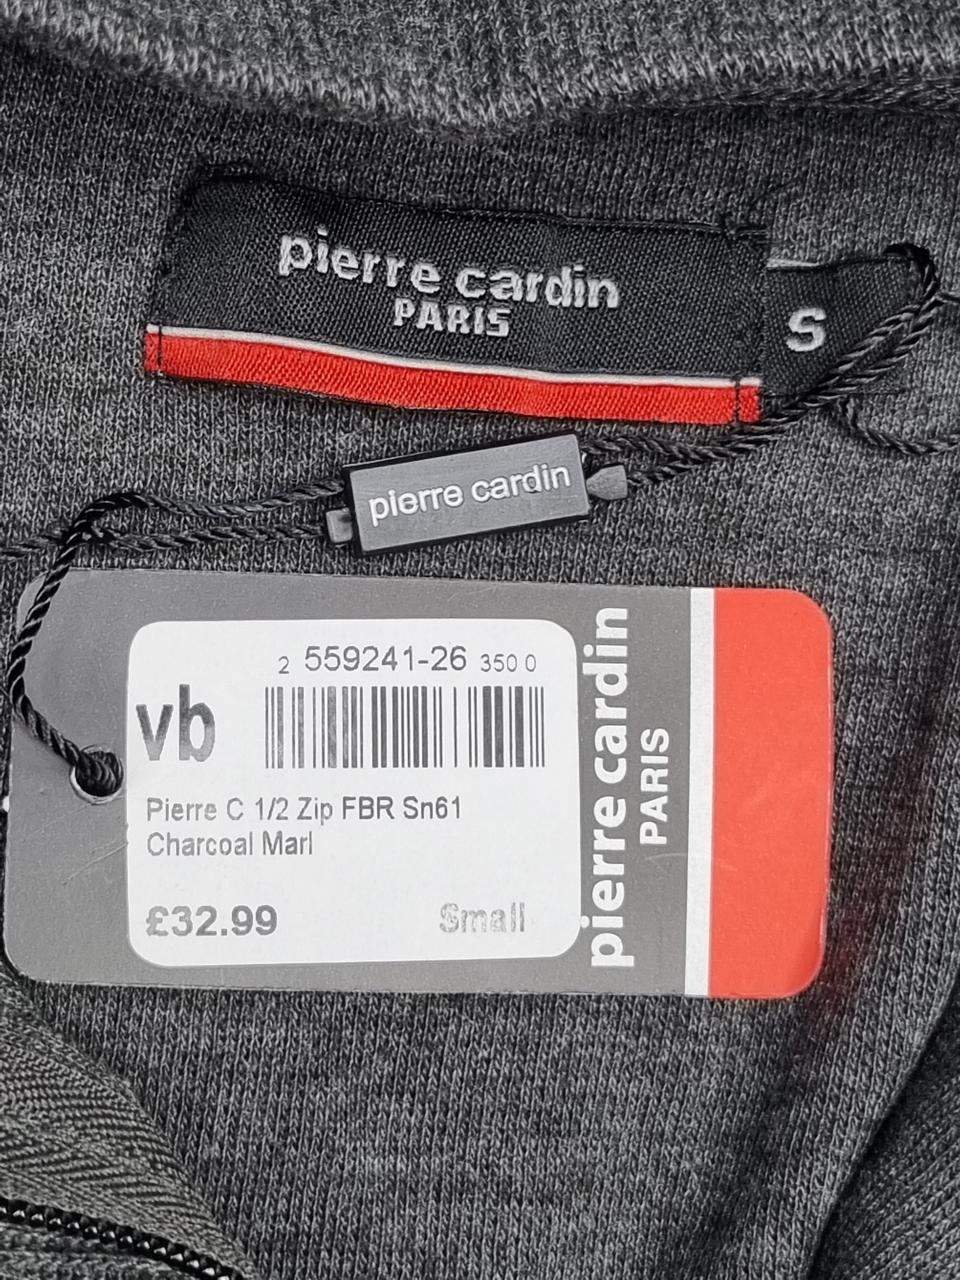 pierre cardin
PARIS
S
pierre cardin
2 559241-26 350 0
vb
Pierre C 1/2 Zip FBR Sn61
Charcoal Marl
£32.99 Small
pierre cardin
PARIS